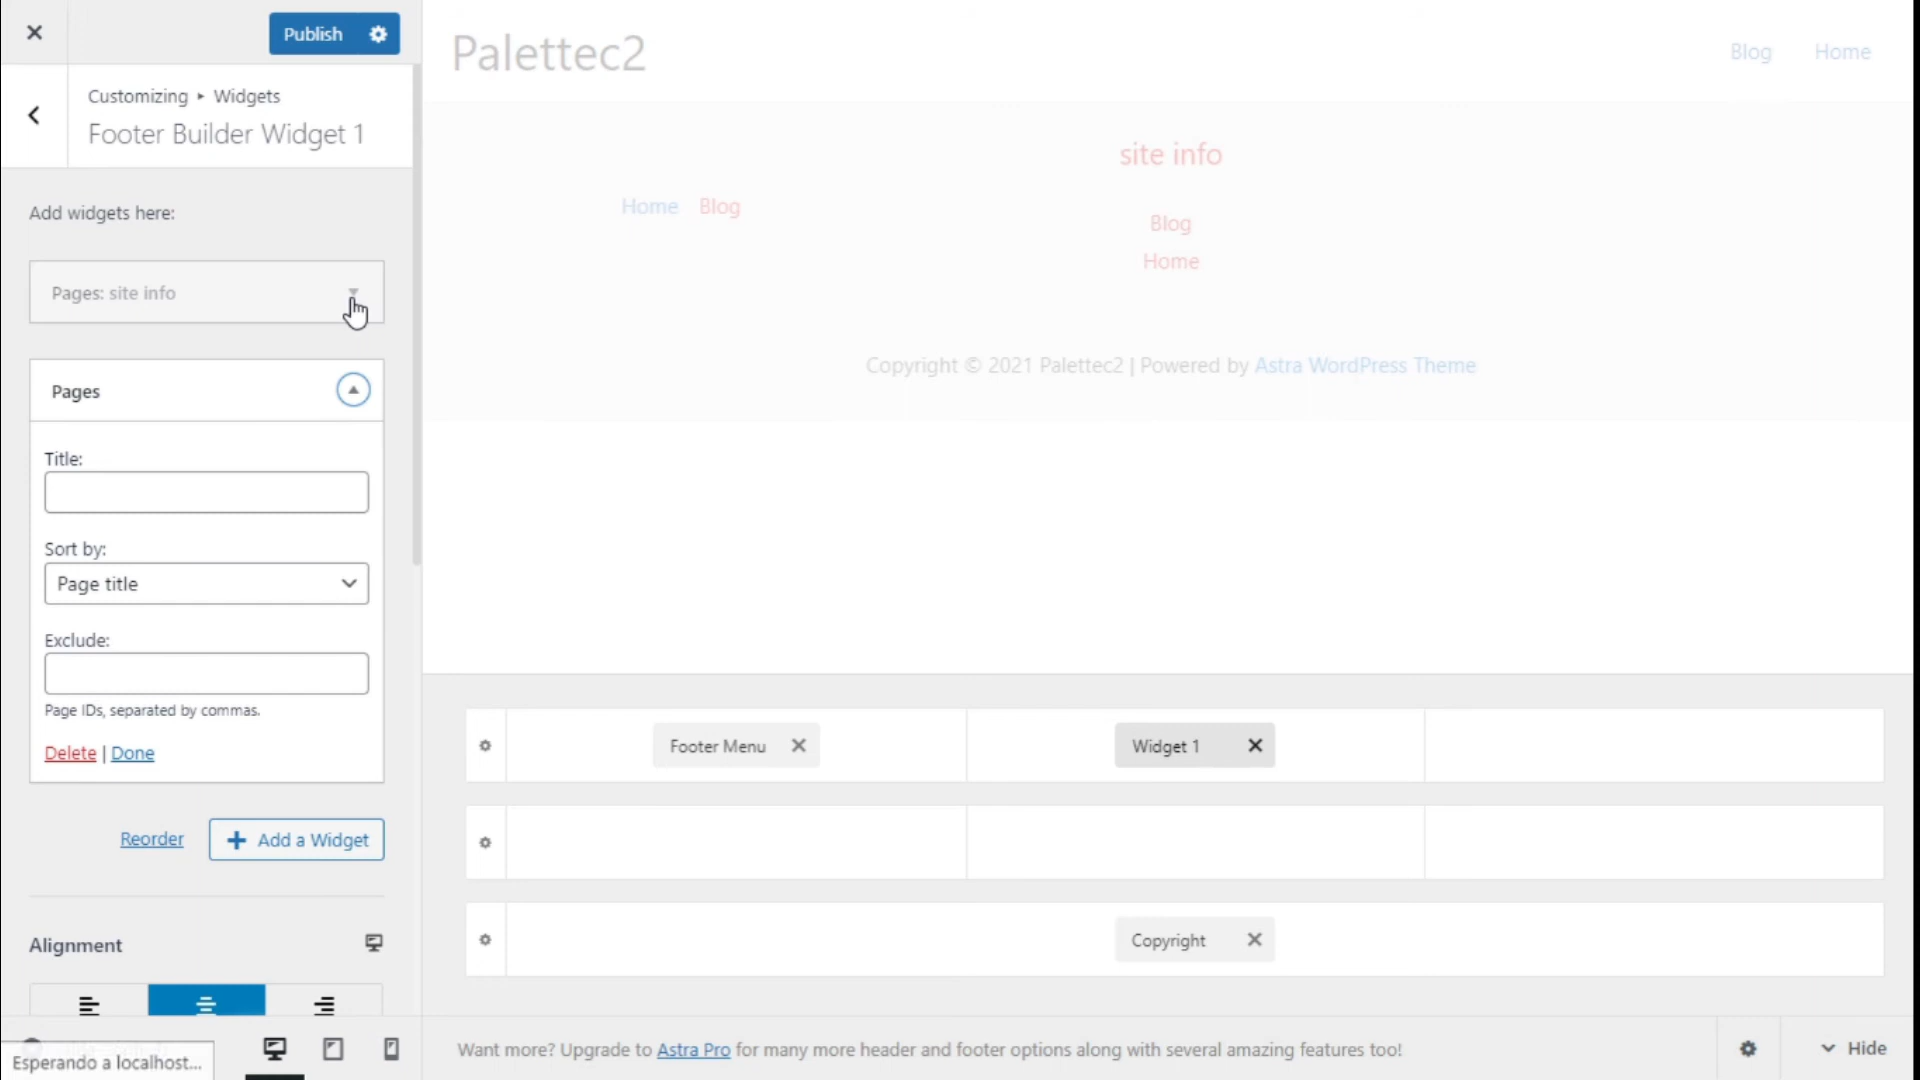 Publish
Customizing ▸ Widgets
Footer Builder Widget 1
Add widgets here:
Pages: site info
Pages
Title:
Sort by:
Page title
Exclude:
Page IDs, separated by commas.
Delete | Done
Reorder
Add a Widget
Alignment
Esperando a localhost...
Palettec2
Blog Home
site info
Home Blog
Blog
Home
Copyright © 2021 Palettec2 | Powered by Astra WordPress Theme
Footer Menu
Widget 1
Copyright
Want more? Upgrade to Astra Pro for many more header and footer options along with several amazing features too!
Hide